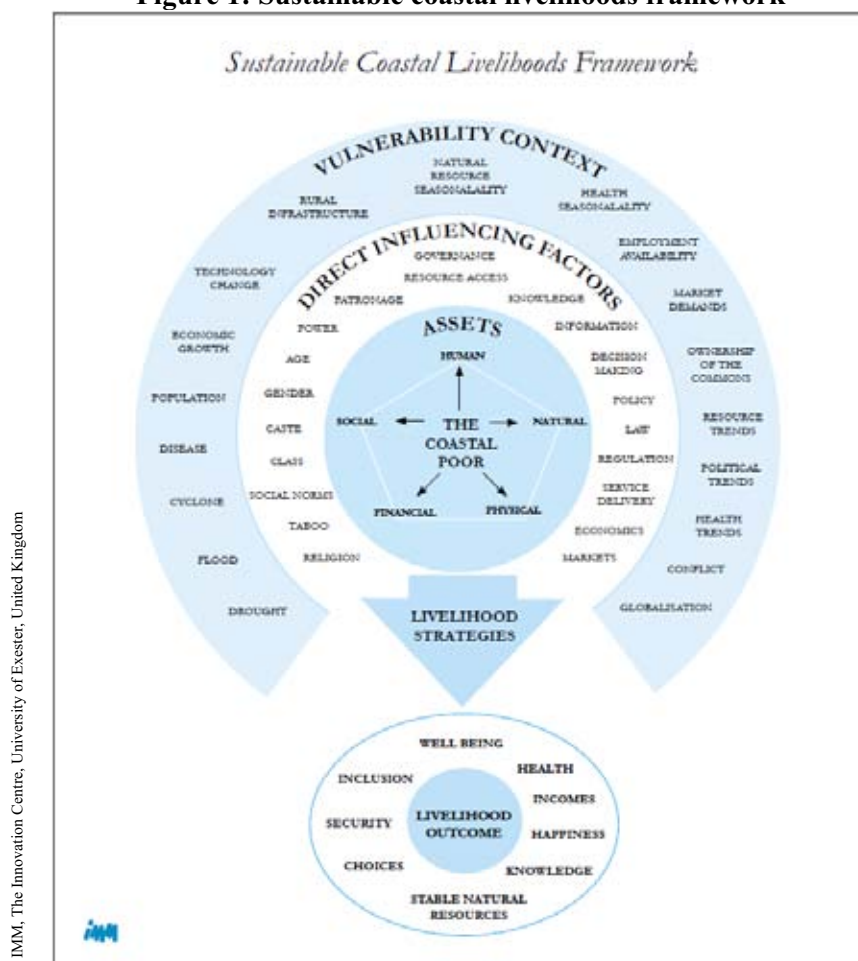 Figure 1: Sustainable coastal livelihoods framework
Sustainable Coastal Livelihoods Framework
VULNERABILITY CONTEXT
NATURAL
RESOURCE
SEASONALALITY
RURAL
INFRASTRUCTURE
HEALTH
SEASONALALITY
TECHNOLOGY
CHANGE
EMPLOYMENT
AVAILABILITY
ECONOMIC
GROWTH
MARKET
DEMANDS
POPULATION
OWNERSHIP
OF THE
COMMONS
DISEASE
RESOURCE
TRENDS
CYCLONE
POLITICAL
TRENDS
FLOOD
HEALTH
TRENDS
DROUGHT
CONFLICT
GLOBALISATION
DIRECT INFLUENCING FACTORS
GOVERNANCE
RESOURCE ACCESS
PATRONAGE
KNOWLEDGE
POWER
INFORMATION
AGE
DECISION
MAKING
GENDER
POLICY
CASTE
LAW
CLASS
REGULATION
SOCIAL NORMS
SERVICE
DELIVERY
TABOO
ECONOMICS
RELIGION
MARKETS
ASSETS
HUMAN
SOCIAL
THE
COASTAL
POOR
NATURAL
FINANCIAL
PHYSICAL
LIVELIHOOD
STRATEGIES
WELL BEING
HEALTH
INCLUSION
INCOMES
SECURITY
LIVELIHOOD
OUTCOME
HAPPINESS
CHOICES
KNOWLEDGE
STABLE NATURAL
RESOURCES
imm
IMM, The Innovation Centre, University of Exester, United Kingdom